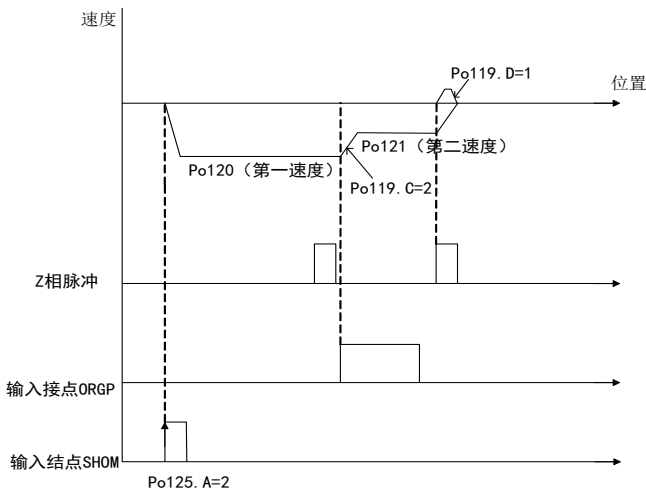 速度
Po119.D=1
位置
Po121（第二速度）
Po120（第一速度）
Po119.C=2
Z相脉冲
输入接点ORGP
输入结点SHOM
Po125.A=2